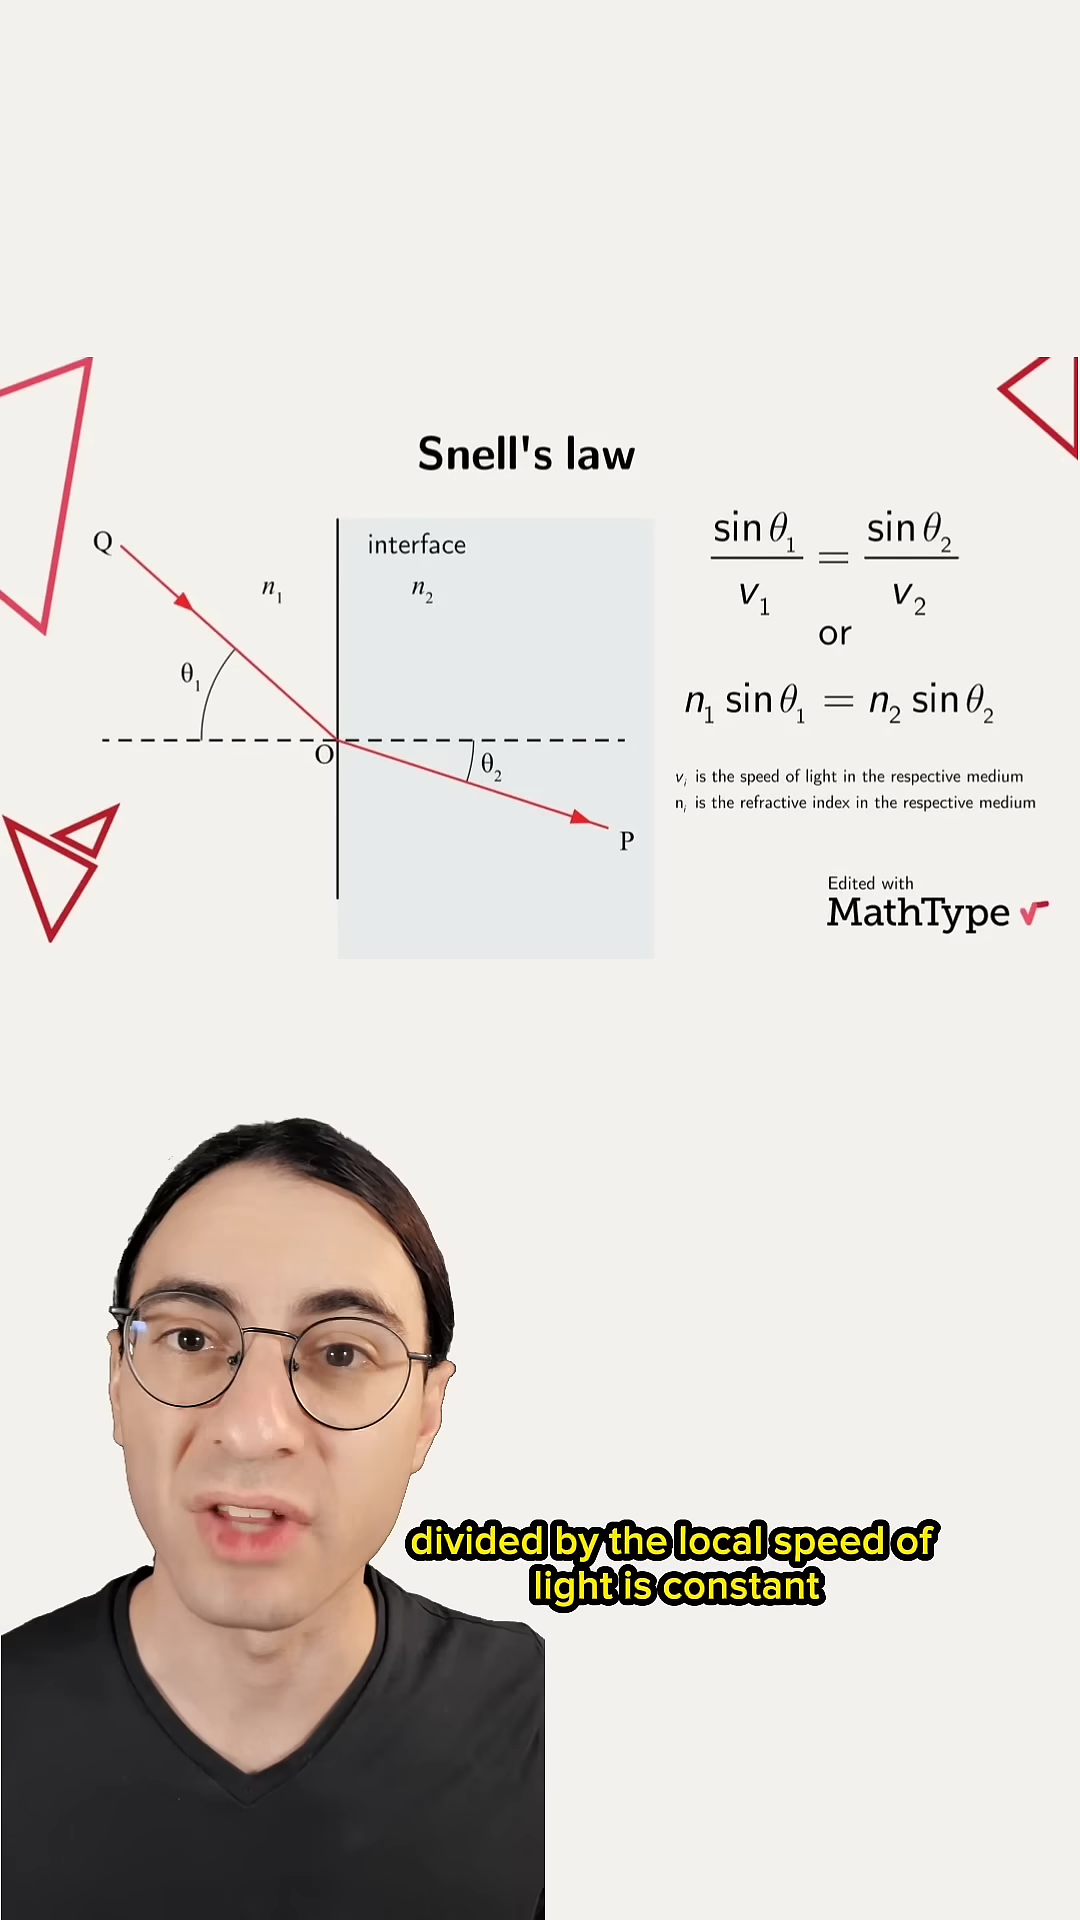 Snell's law
Q
interface
n₁
n₂
θ₁
O
θ₂
P
sin θ₁ / v₁ = sin θ₂ / v₂
or
n₁ sin θ₁ = n₂ sin θ₂
vᵢ is the speed of light in the respective medium
nᵢ is the refractive index in the respective medium
Edited with
MathType
divided by the local speed of
light is constant